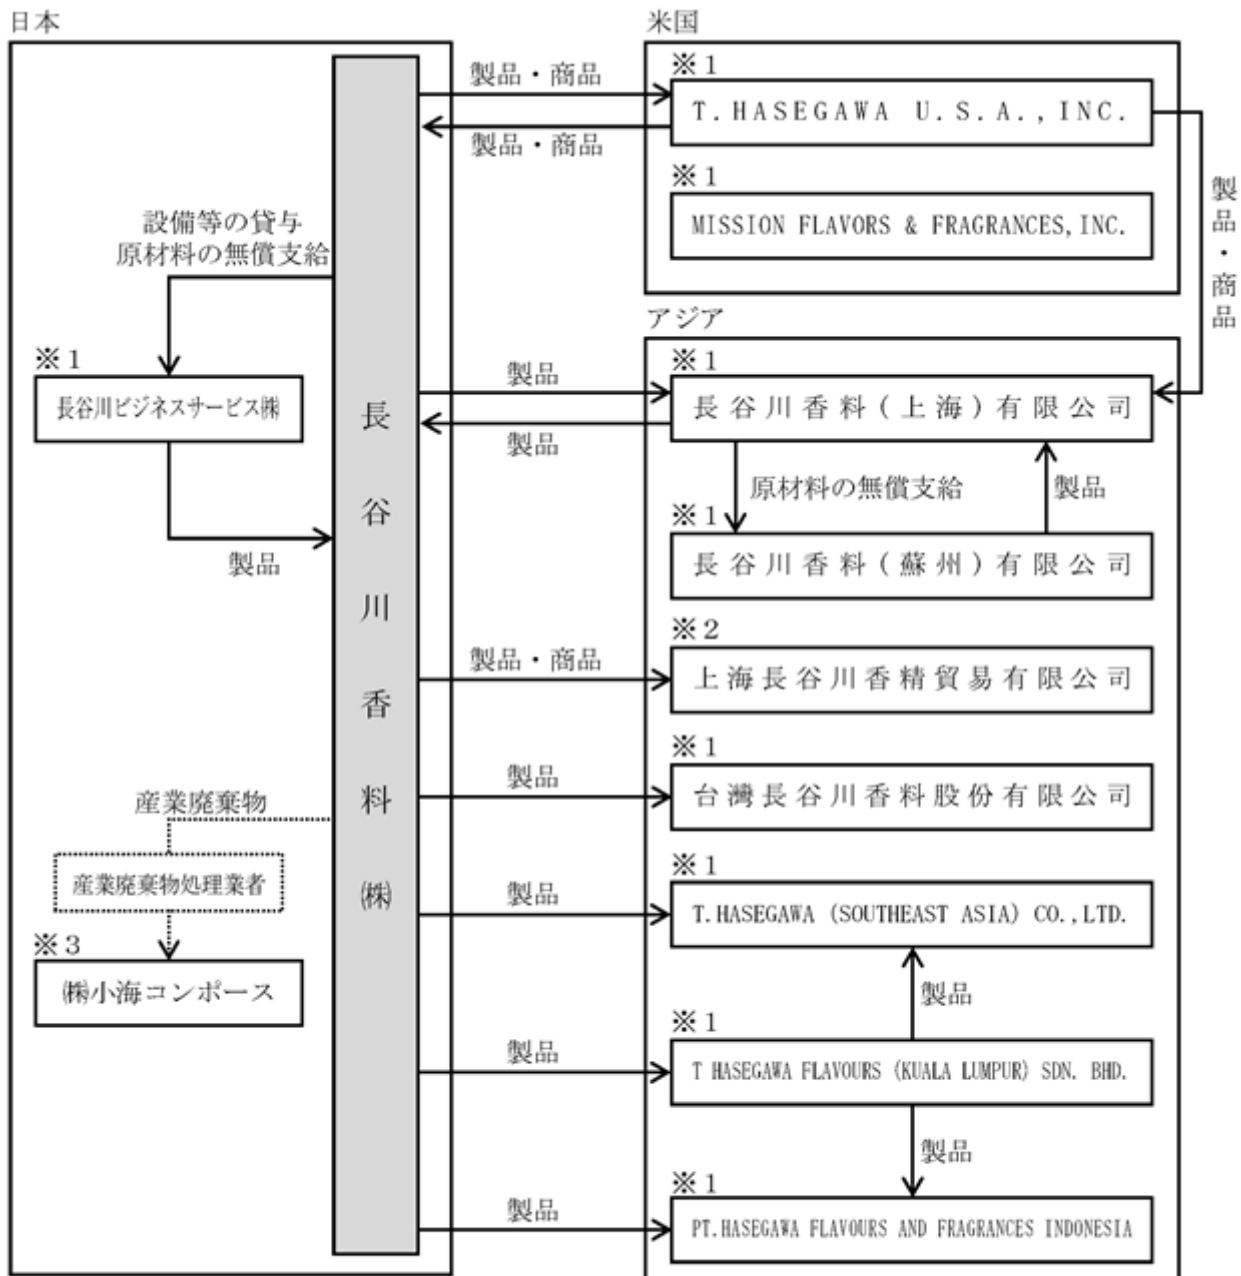 日本
米国
※１
製品・商品
T.HASEGAWA U.S.A.,INC.
製品・商品
※１
MISSION FLAVORS & FRAGRANCES,INC.
製品・商品
設備等の貸与
原材料の無償支給
アジア
※１
長谷川ビジネスサービス㈱
製品
長谷川香料㈱
製品
※１
長谷川香料(上海)有限公司
製品
原材料の無償支給
製品
※１
長谷川香料(蘇州)有限公司
※２
製品・商品
上海長谷川香精貿易有限公司
※１
製品
台灣長谷川香料股份有限公司
産業廃棄物
産業廃棄物処理業者
※３
㈱小海コンポース
※１
製品
T.HASEGAWA (SOUTHEAST ASIA) CO.,LTD.
製品
※１
製品
T HASEGAWA FLAVOURS (KUALA LUMPUR) SDN. BHD.
製品
※１
製品
PT.HASEGAWA FLAVOURS AND FRAGRANCES INDONESIA